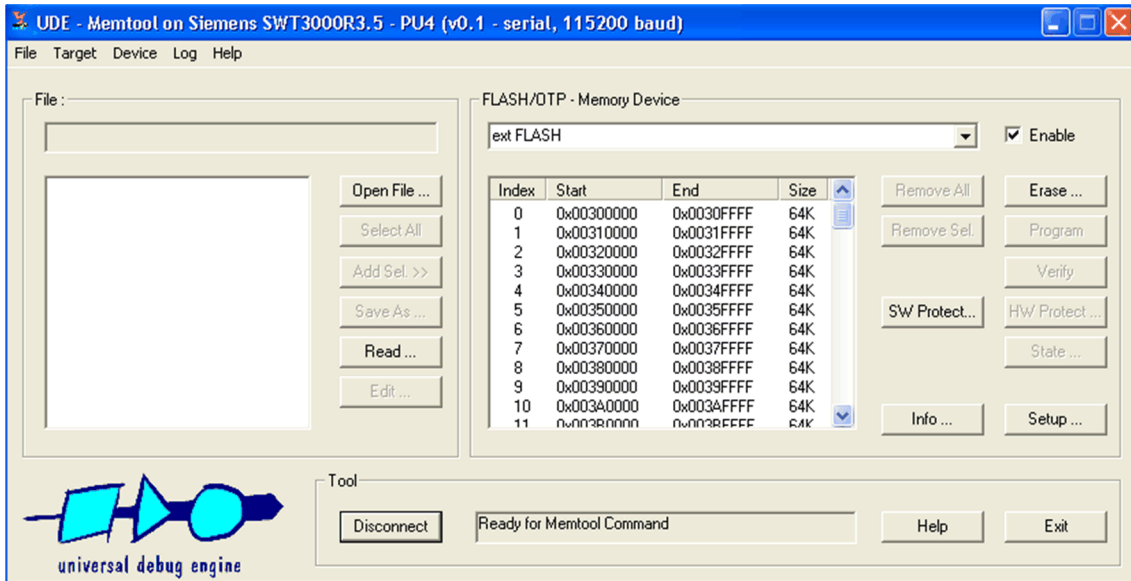 UDE - Memtool on Siemens SWT3000R3.5 - PU4 (v0.1 - serial, 115200 baud)
File Target Device Log Help
File :
Open File ...
Select All
Add Sel. >>
Save As ...
Read ...
Edit ...
FLASH/OTP - Memory Device
ext FLASH
Enable
Index Start End Size
0 0x00300000 0x0030FFFF 64K
1 0x00310000 0x0031FFFF 64K
2 0x00320000 0x0032FFFF 64K
3 0x00330000 0x0033FFFF 64K
4 0x00340000 0x0034FFFF 64K
5 0x00350000 0x0035FFFF 64K
6 0x00360000 0x0036FFFF 64K
7 0x00370000 0x0037FFFF 64K
8 0x00380000 0x0038FFFF 64K
9 0x00390000 0x0039FFFF 64K
10 0x003A0000 0x003AFFFF 64K
11 0x003B0000 0x003BFFFF 64K
Remove All
Remove Sel.
SW Protect...
Info ...
Erase ...
Program
Verify
HW Protect ...
State ...
Setup ...
universal debug engine
Tool
Disconnect
Ready for Memtool Command
Help
Exit